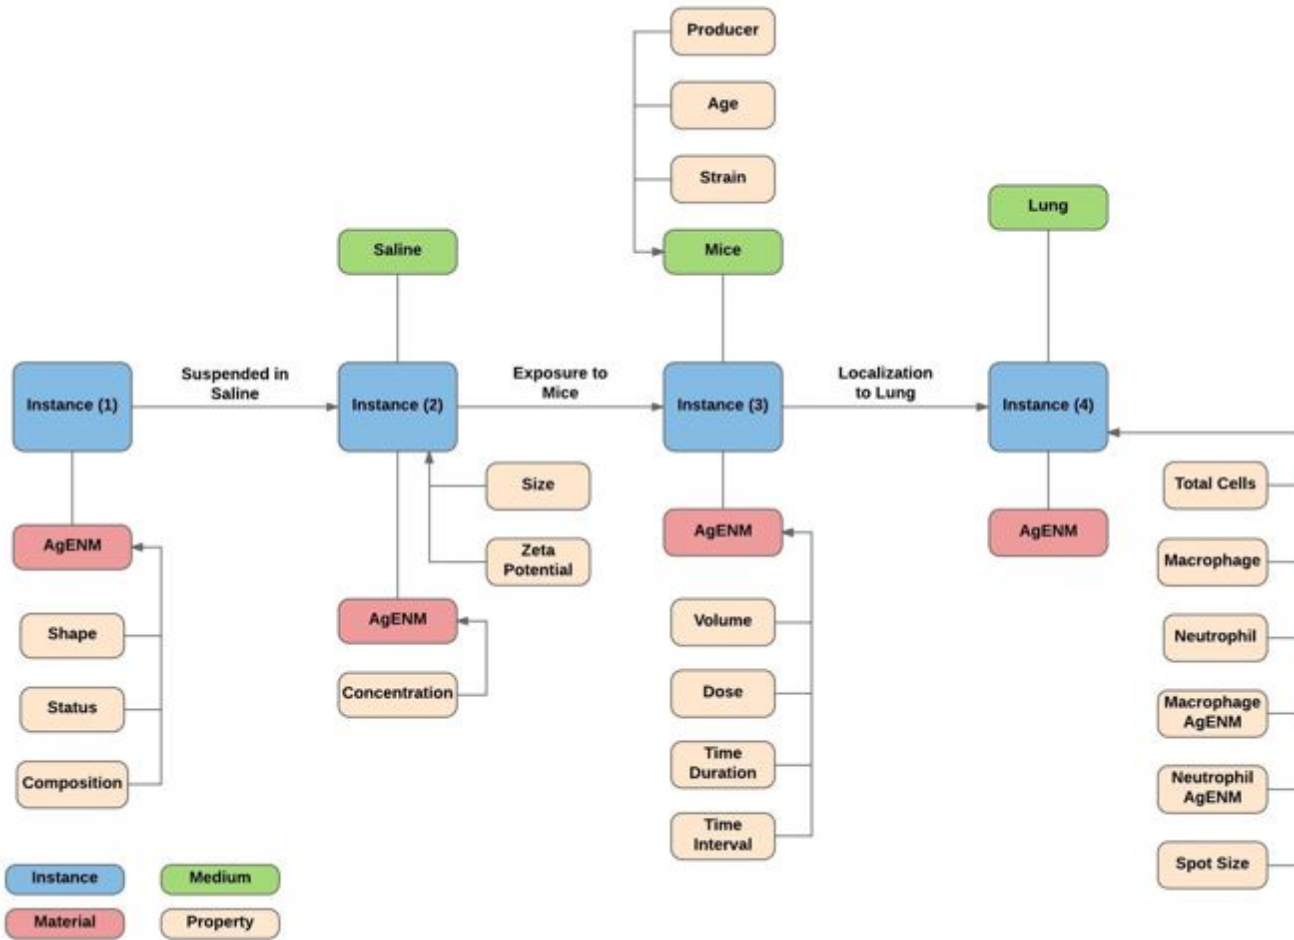 Producer
Age
Strain
Mice
Lung
Saline
Instance (1)
Suspended in
Saline
Instance (2)
Exposure to
Mice
Instance (3)
Localization
to Lung
Instance (4)
AgENM
Shape
Status
Composition
Size
Zeta
Potential
AgENM
Concentration
AgENM
Volume
Dose
Time
Duration
Time
Interval
AgENM
Total Cells
Macrophage
Neutrophil
Macrophage
AgENM
Neutrophil
AgENM
Spot Size
Instance
Medium
Material
Property